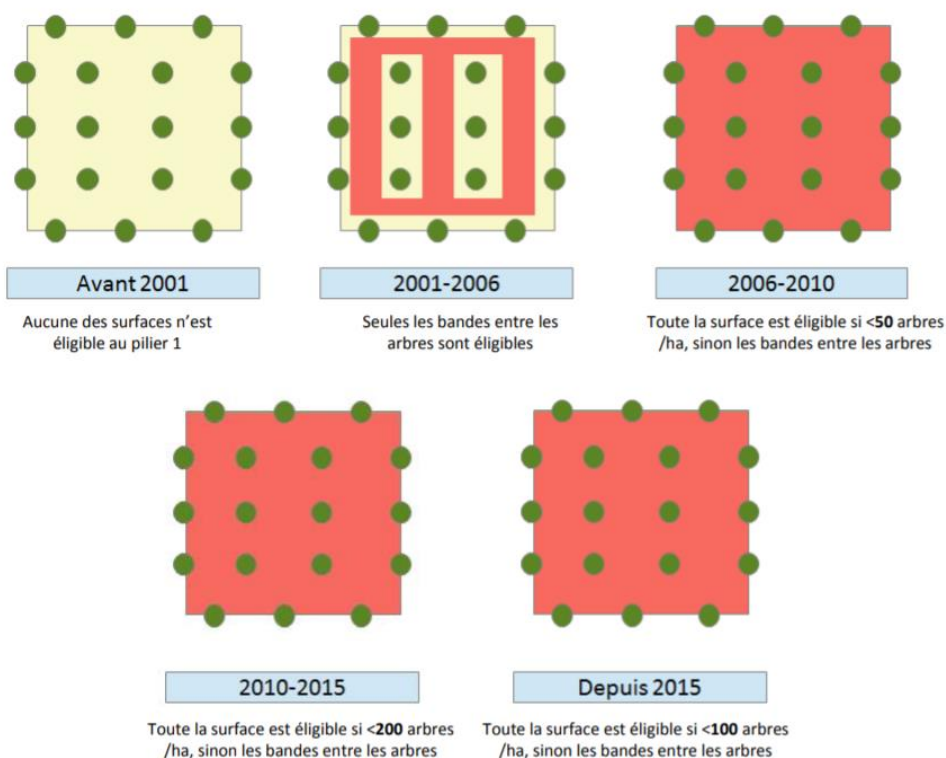 Avant 2001
2001-2006
2006-2010
Aucune des surfaces n'est
éligible au pilier 1
Seules les bandes entre les
arbres sont éligibles
Toute la surface est éligible si <50 arbres
/ha, sinon les bandes entre les arbres
2010-2015
Depuis 2015
Toute la surface est éligible si <200 arbres
/ha, sinon les bandes entre les arbres
Toute la surface est éligible si <100 arbres
/ha, sinon les bandes entre les arbres